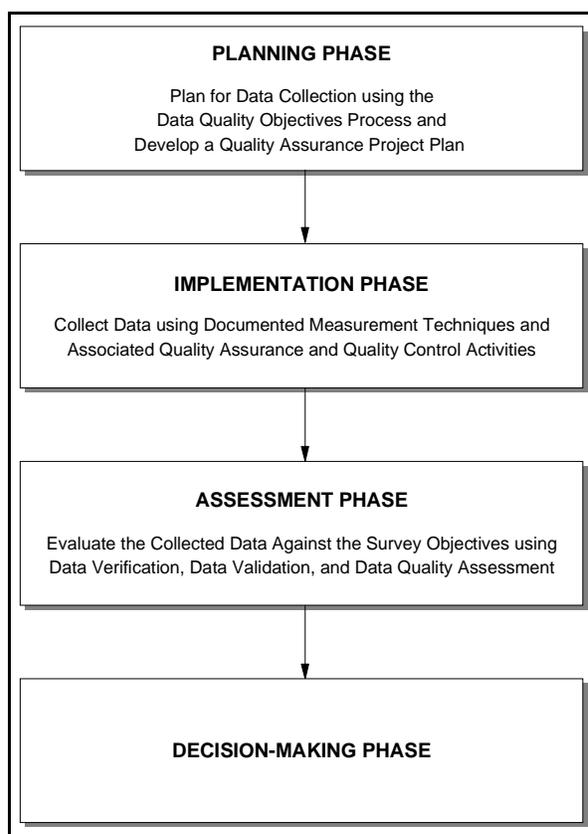 PLANNING PHASE
Plan for Data Collection using the
Data Quality Objectives Process and
Develop a Quality Assurance Project Plan
IMPLEMENTATION PHASE
Collect Data using Documented Measurement Techniques and
Associated Quality Assurance and Quality Control Activities
ASSESSMENT PHASE
Evaluate the Collected Data Against the Survey Objectives using
Data Verification, Data Validation, and Data Quality Assessment
DECISION-MAKING PHASE